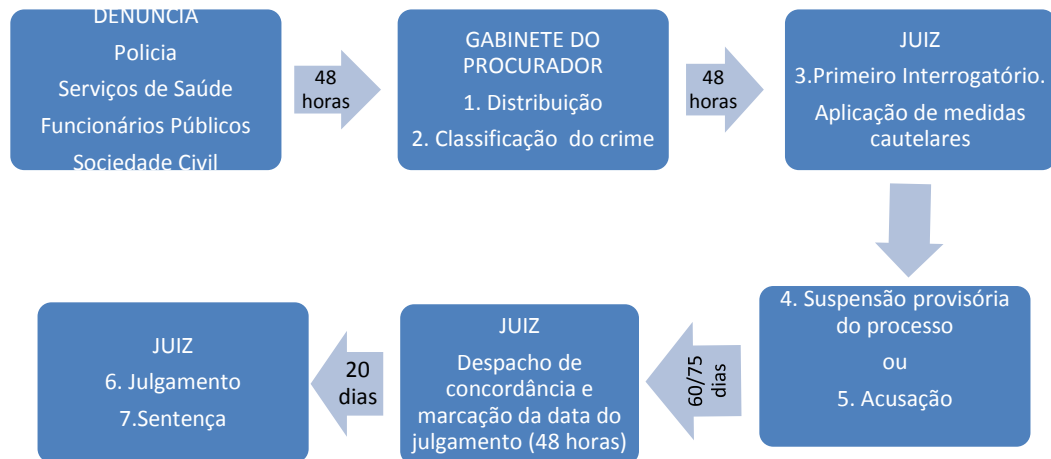 DENÚNCIA
Policia
Serviços de Saúde
Funcionários Públicos
Sociedade Civil
48
horas
GABINETE DO
PROCURADOR
1. Distribuição
2. Classificação do crime
48
horas
JUIZ
3.Primeiro Interrogatório.
Aplicação de medidas
cautelares
4. Suspensão provisória
do processo
ou
5. Acusação
60/75
dias
JUIZ
Despacho de
concordância e
marcação da data do
julgamento (48 horas)
20
dias
JUIZ
6. Julgamento
7.Sentença